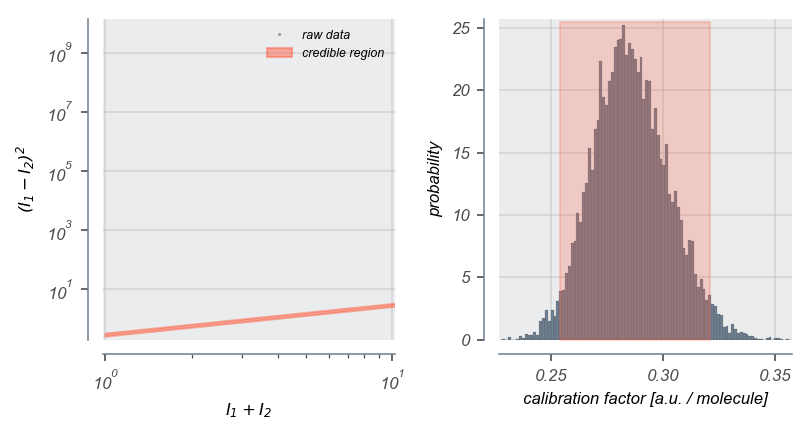 raw data
credible region
10^9
10^7
10^5
10^3
10^1
(I_1 − I_2)^2
10^0
10^1
I_1 + I_2
25
20
15
10
5
0
probability
0.25
0.30
0.35
calibration factor [a.u. / molecule]